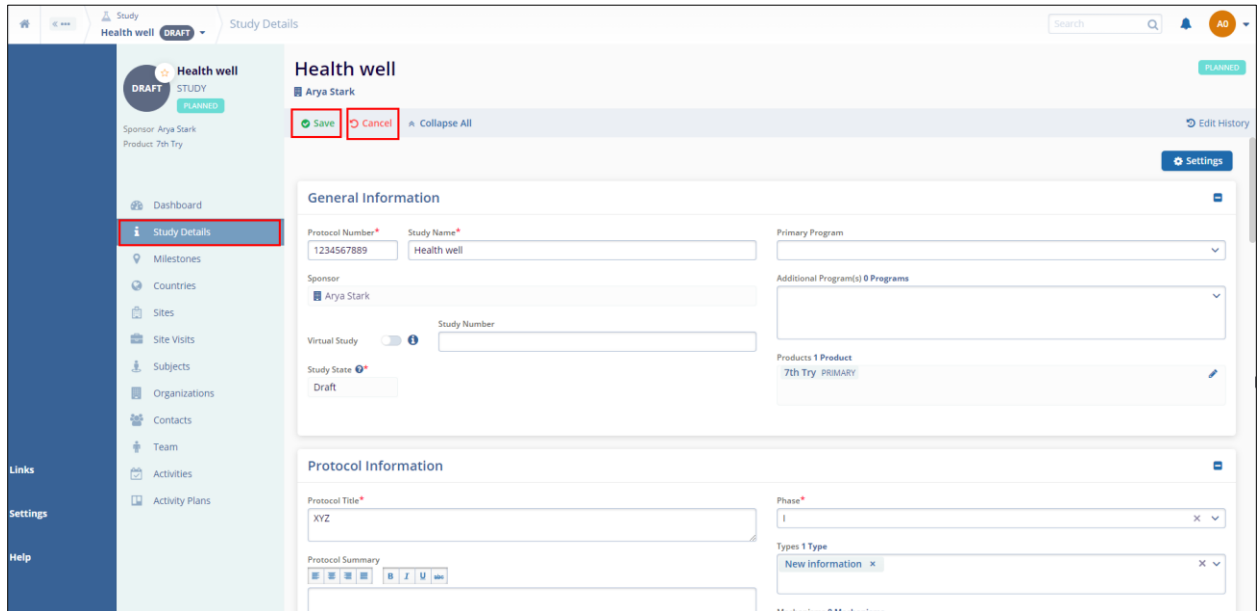 Study
Health well DRAFT
Study Details
Search
AO
DRAFT
Health well
STUDY
PLANNED
Sponsor Arya Stark
Product 7th Try
Health well
Arya Stark
PLANNED
Save
Cancel
Collapse All
Edit History
Settings
Dashboard
Study Details
Milestones
Countries
Sites
Site Visits
Subjects
Organizations
Contacts
Team
Activities
Activity Plans
Links
Settings
Help
General Information
Protocol Number*
Study Name*
1234567889
Health well
Sponsor
Arya Stark
Virtual Study
Study Number
Study State *
Draft
Primary Program
Additional Program(s) 0 Programs
Products 1 Product
7th Try PRIMARY
Protocol Information
Protocol Title*
XYZ
Protocol Summary
B I U abc
Phase*
I
Types 1 Type
New information ×